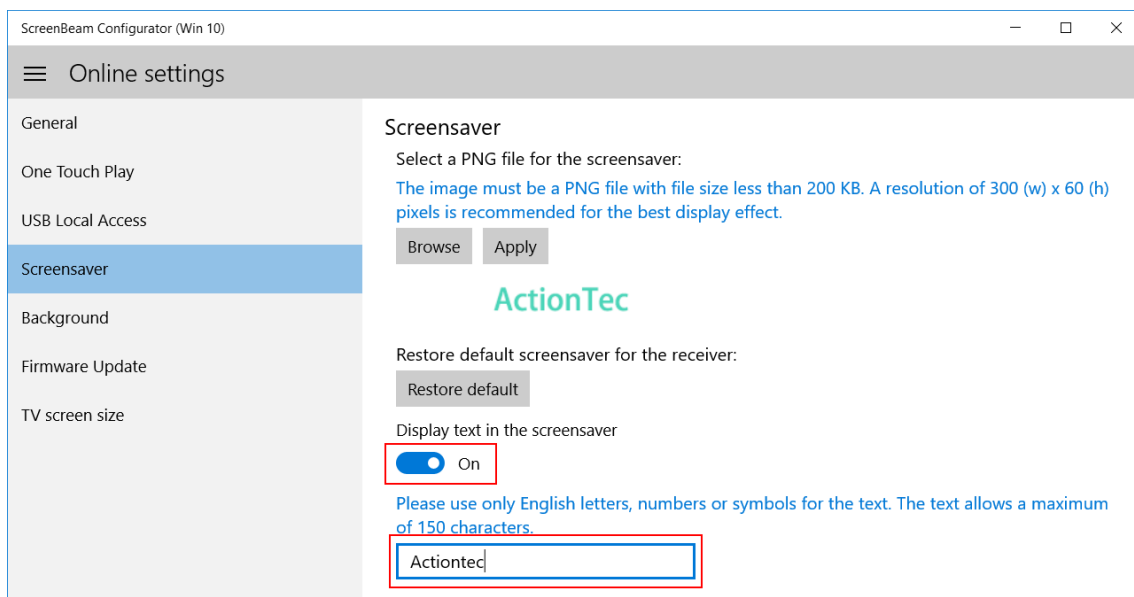 ScreenBeam Configurator (Win 10)
Online settings
General
One Touch Play
USB Local Access
Screensaver
Background
Firmware Update
TV screen size
Screensaver
Select a PNG file for the screensaver:
The image must be a PNG file with file size less than 200 KB. A resolution of 300 (w) x 60 (h)
pixels is recommended for the best display effect.
Browse Apply
ActionTec
Restore default screensaver for the receiver:
Restore default
Display text in the screensaver
On
Please use only English letters, numbers or symbols for the text. The text allows a maximum
of 150 characters.
Actiontec